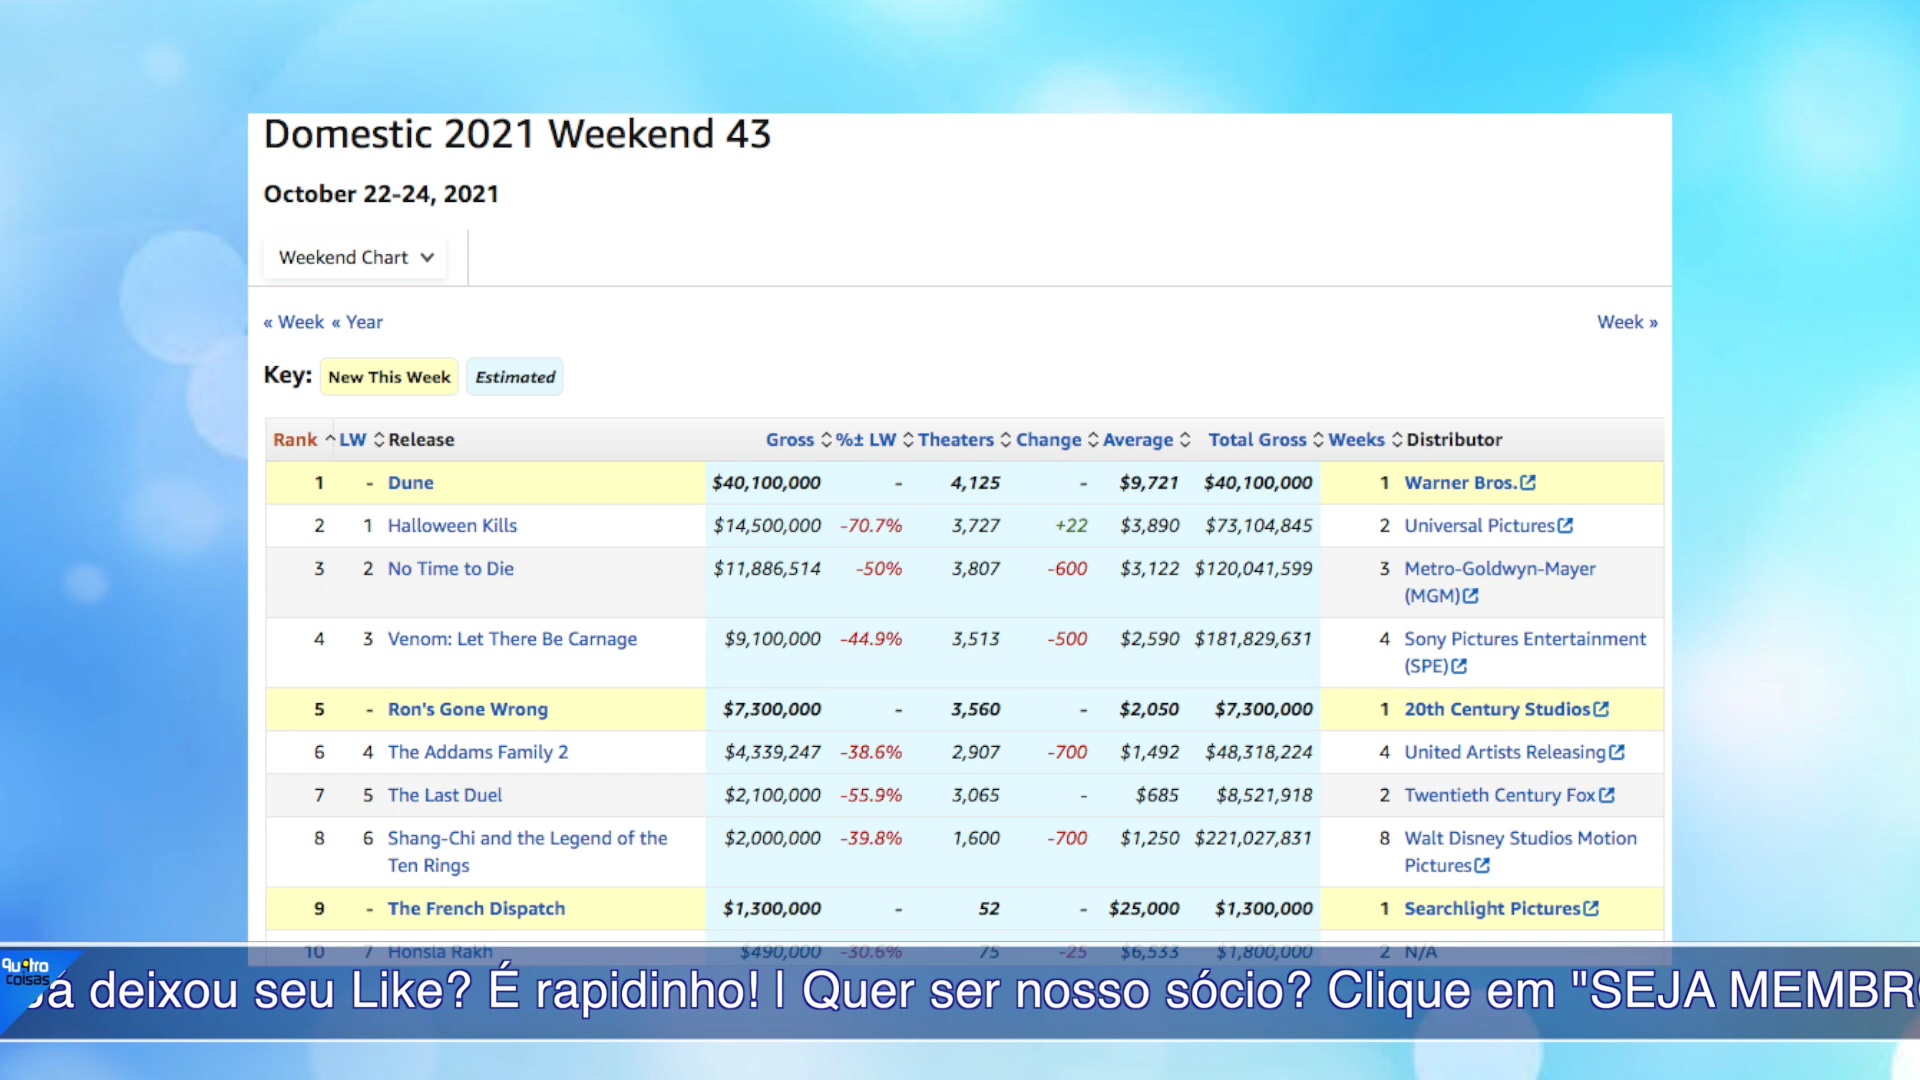 Domestic 2021 Weekend 43
October 22-24, 2021
Weekend Chart
« Week « Year Week »
Key: New This Week Estimated
Rank LW Release Gross %± LW Theaters Change Average Total Gross Weeks Distributor
1 - Dune $40,100,000 - 4,125 - $9,721 $40,100,000 1 Warner Bros.
2 1 Halloween Kills $14,500,000 -70.7% 3,727 +22 $3,890 $73,104,845 2 Universal Pictures
3 2 No Time to Die $11,886,514 -50% 3,807 -600 $3,122 $120,041,599 3 Metro-Goldwyn-Mayer
(MGM)
4 3 Venom: Let There Be Carnage $9,100,000 -44.9% 3,513 -500 $2,590 $181,829,631 4 Sony Pictures Entertainment
(SPE)
5 - Ron's Gone Wrong $7,300,000 - 3,560 - $2,050 $7,300,000 1 20th Century Studios
6 4 The Addams Family 2 $4,339,247 -38.6% 2,907 -700 $1,492 $48,318,224 4 United Artists Releasing
7 5 The Last Duel $2,100,000 -55.9% 3,065 - $685 $8,521,918 2 Twentieth Century Fox
8 6 Shang-Chi and the Legend of the $2,000,000 -39.8% 1,600 -700 $1,250 $221,027,831 8 Walt Disney Studios Motion
Ten Rings Pictures
9 - The French Dispatch $1,300,000 - 52 - $25,000 $1,300,000 1 Searchlight Pictures
10 7 Honsla Rakh $490,000 -30.6% 75 -25 $6,533 $1,800,000 2 N/A
quatro
coisas
Já deixou seu Like? É rapidinho! | Quer ser nosso sócio? Clique em "SEJA MEMBRO